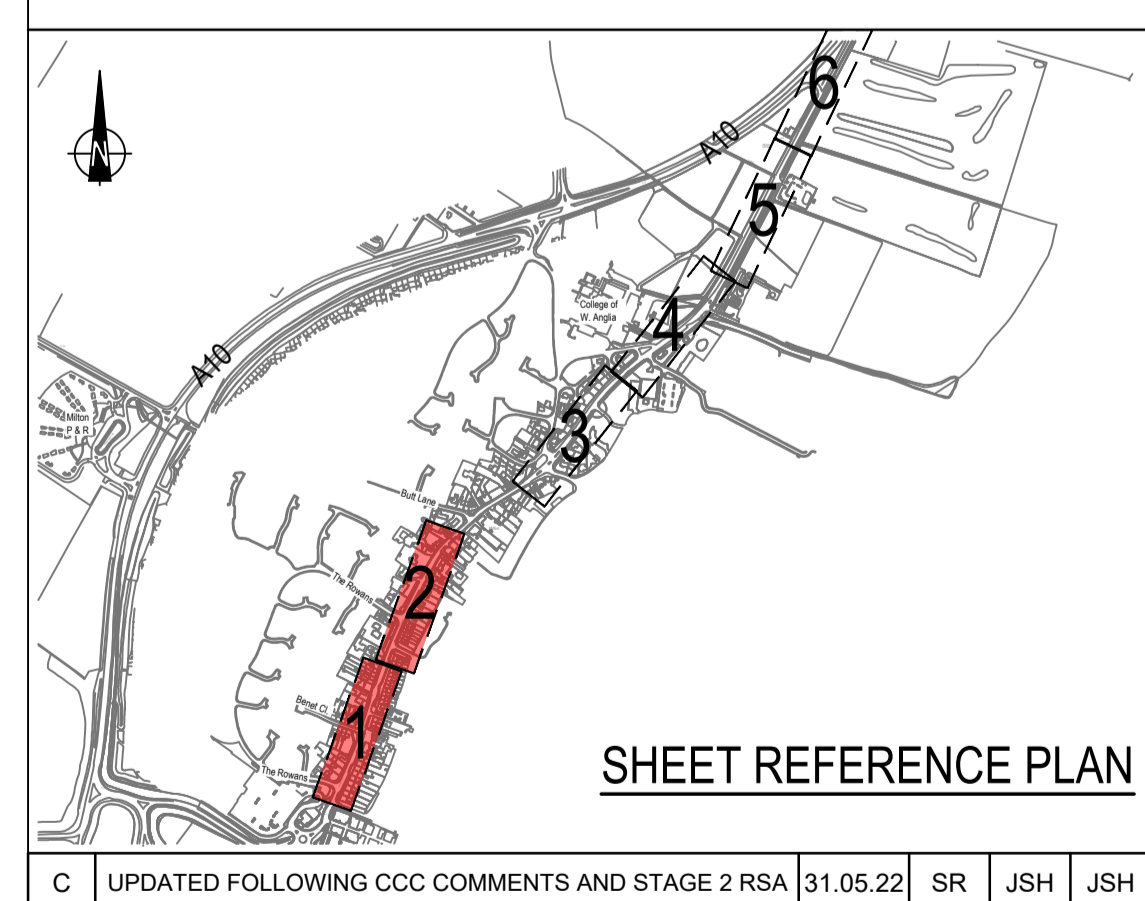 N
6
A10
5
College of
W. Anglia
4
A10
Milton
P & R
3
Butt Lane
2
The Rowans
Benet Cl.
1
The Rowans
SHEET REFERENCE PLAN
C UPDATED FOLLOWING CCC COMMENTS AND STAGE 2 RSA 31.05.22 SR JSH JSH